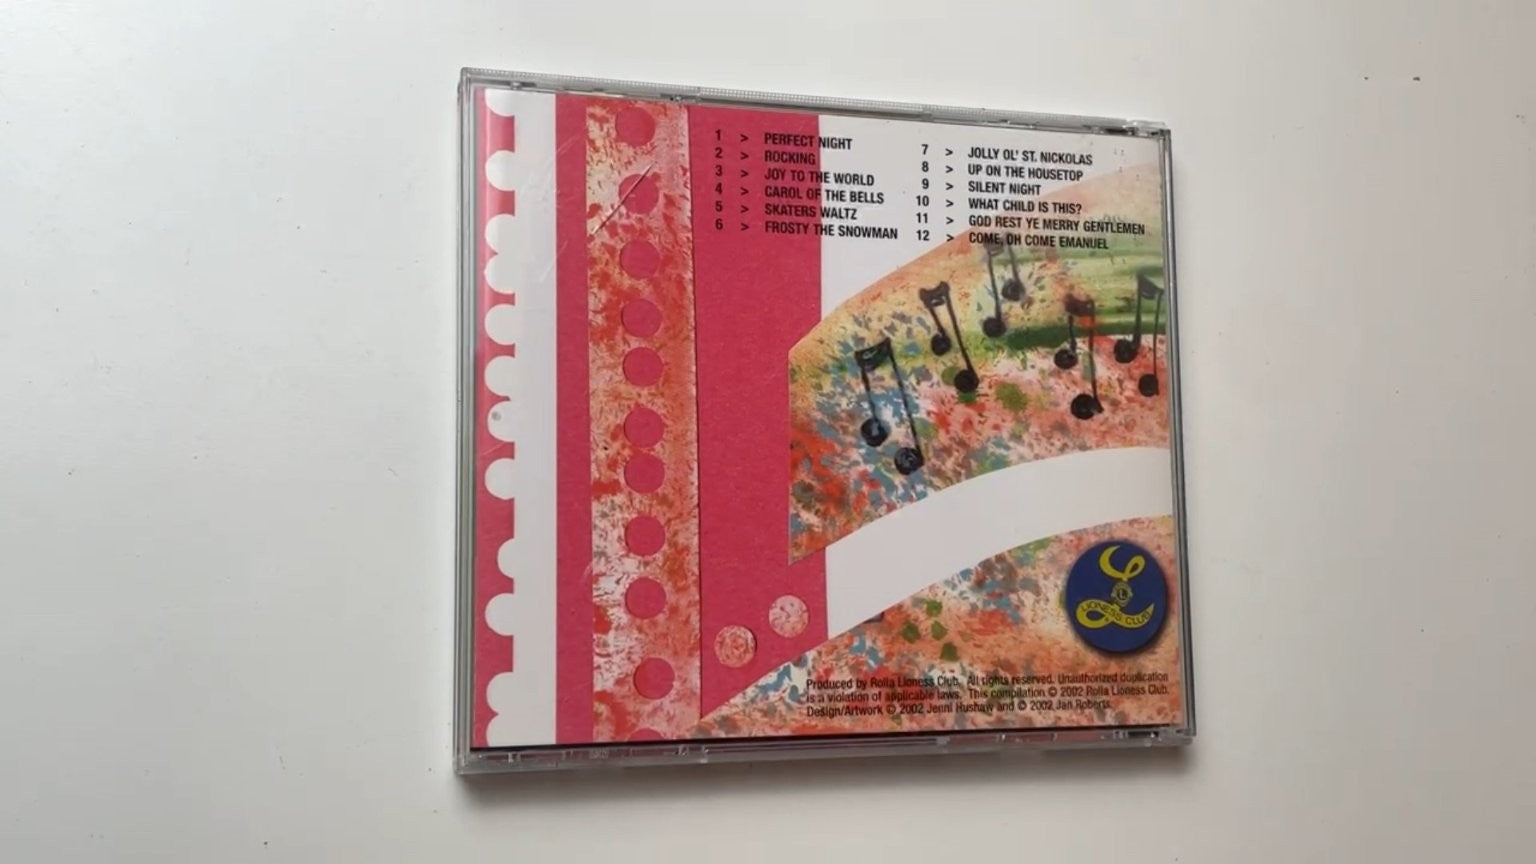 1 > PERFECT NIGHT
2 > ROCKING
3 > JOY TO THE WORLD
4 > CAROL OF THE BELLS
5 > SKATERS WALTZ
6 > FROSTY THE SNOWMAN
7 > JOLLY OL' ST. NICKOLAS
8 > UP ON THE HOUSETOP
9 > SILENT NIGHT
10 > WHAT CHILD IS THIS?
11 > GOD REST YE MERRY GENTLEMEN
12 > COME, OH COME EMANUEL
L
LIONESS CLUB
Produced by Rolla Lioness Club. All rights reserved. Unauthorized duplication
is a violation of applicable laws. This compilation © 2002 Rolla Lioness Club.
Design/Artwork © 2002 Jenni Hushaw and © 2002 Jan Roberts.